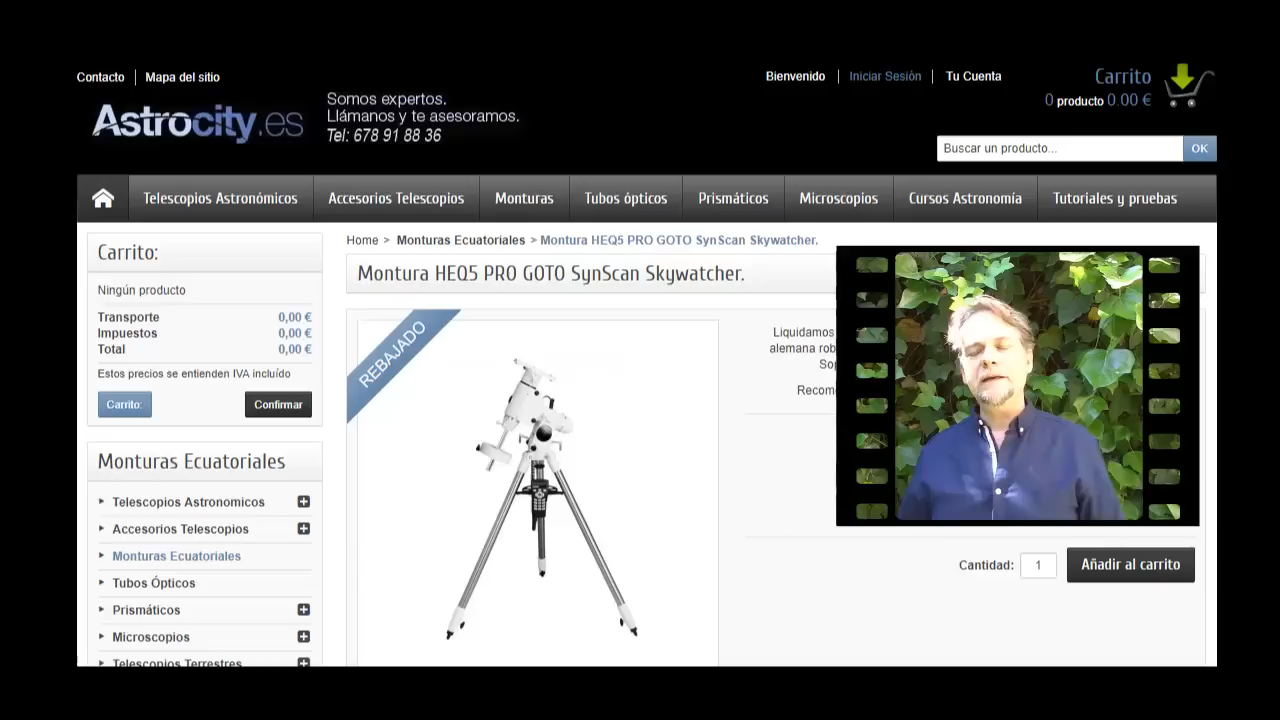 Contacto
Mapa del sitio
Bienvenido
Iniciar Sesión
Tu Cuenta
Carrito
0 producto 0.00 €
Astrocity.es
Somos expertos.
Llámanos y te asesoramos.
Tel: 678 91 88 36
Buscar un producto...
OK
Telescopios Astronómicos
Accesorios Telescopios
Monturas
Tubos ópticos
Prismáticos
Microscopios
Cursos Astronomía
Tutoriales y pruebas
Carrito:
Ningún producto
Transporte 0,00 €
Impuestos 0,00 €
Total 0,00 €
Estos precios se entienden IVA incluído
Carrito:
Confirmar
Monturas Ecuatoriales
Telescopios Astronomicos
Accesorios Telescopios
Monturas Ecuatoriales
Tubos Ópticos
Prismáticos
Microscopios
Telescopios Terrestres
Home > Monturas Ecuatoriales > Montura HEQ5 PRO GOTO SynScan Skywatcher.
Montura HEQ5 PRO GOTO SynScan Skywatcher.
REBAJADO
Liquidamos
alemana rob
Sop
Recome
Cantidad: 1
Añadir al carrito